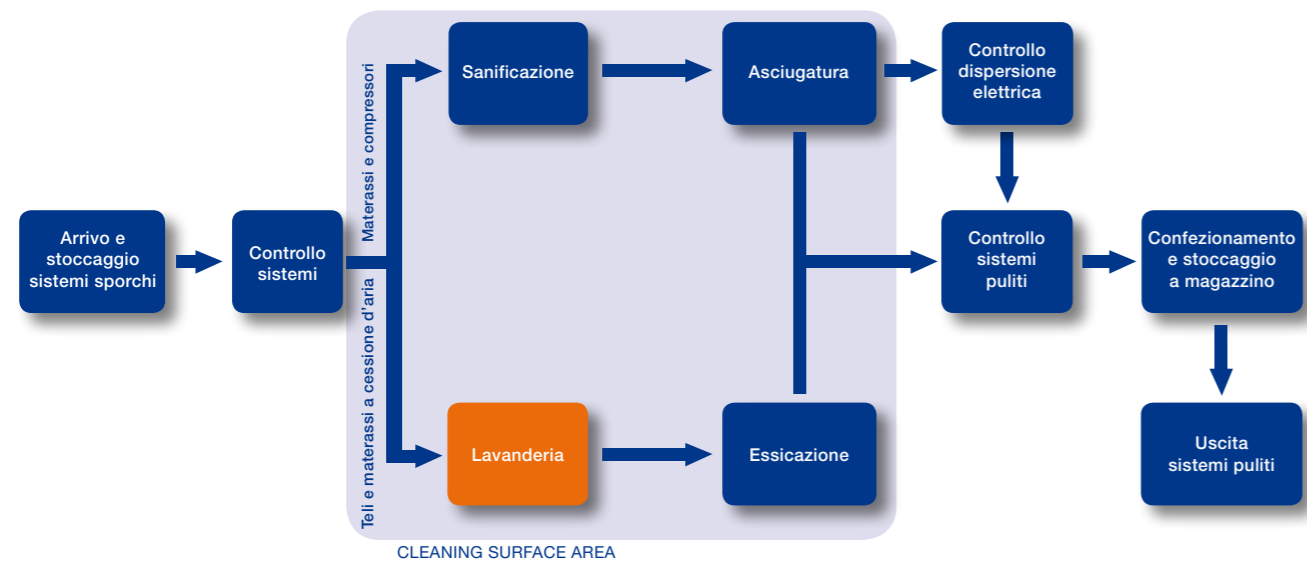 Arrivo e
stoccaggio
sistemi sporchi
Controllo
sistemi
Materassi e compressori
Teli e materassi a cessione d'aria
Sanificazione
Asciugatura
Controllo
dispersione
elettrica
Lavanderia
Essicazione
Controllo
sistemi
puliti
Confezionamento
e stoccaggio
a magazzino
Uscita
sistemi puliti
CLEANING SURFACE AREA